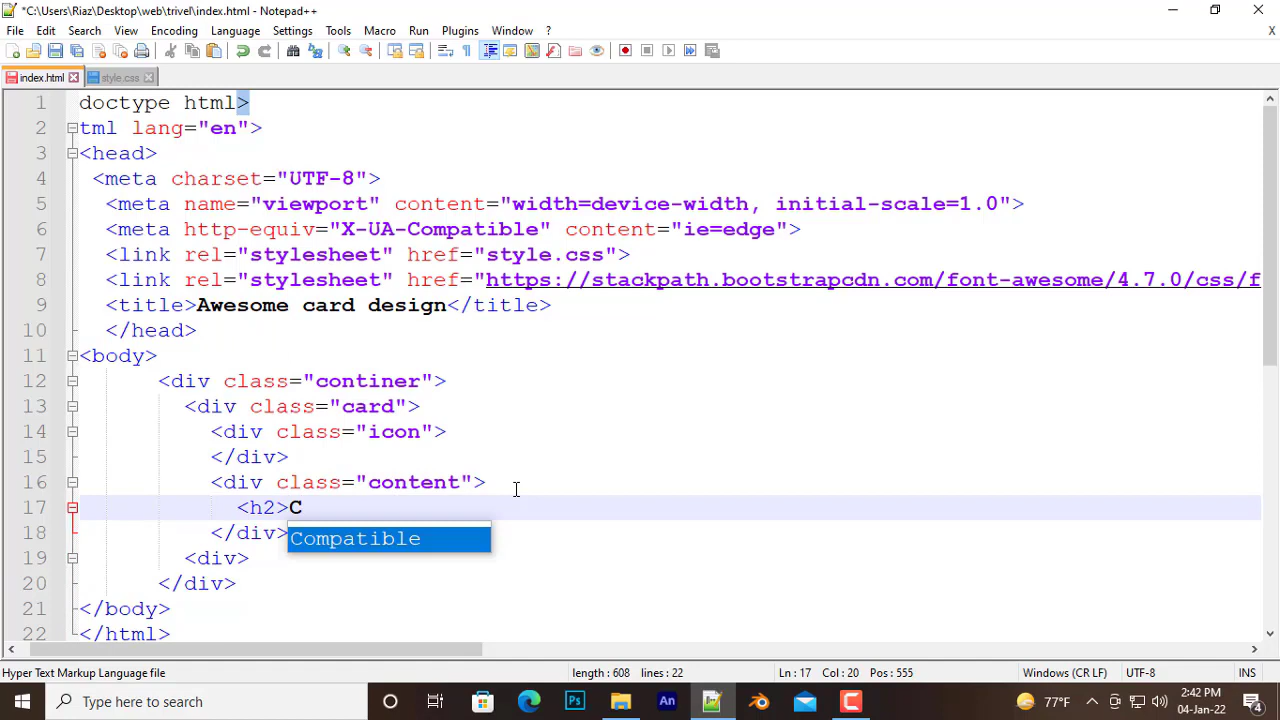 *C:\Users\Riaz\Desktop\web\trivel\index.html - Notepad++
File Edit Search View Encoding Language Settings Tools Macro Run Plugins Window ?
X
index.html style.css
1 doctype html>
2 tml lang="en">
3 <head>
4 <meta charset="UTF-8">
5 <meta name="viewport" content="width=device-width, initial-scale=1.0">
6 <meta http-equiv="X-UA-Compatible" content="ie=edge">
7 <link rel="stylesheet" href="style.css">
8 <link rel="stylesheet" href="https://stackpath.bootstrapcdn.com/font-awesome/4.7.0/css/f
9 <title>Awesome card design</title>
10 </head>
11 <body>
12 <div class="continer">
13 <div class="card">
14 <div class="icon">
15 </div>
16 <div class="content">
17 <h2>C
18 </div>
Compatible
19 <div>
20 </div>
21 </body>
22 </html>
Hyper Text Markup Language file length : 608 lines : 22 Ln : 17 Col : 20 Pos : 555 Windows (CR LF) UTF-8 INS
Type here to search Ps An 77°F 2:42 PM
04-Jan-22 4